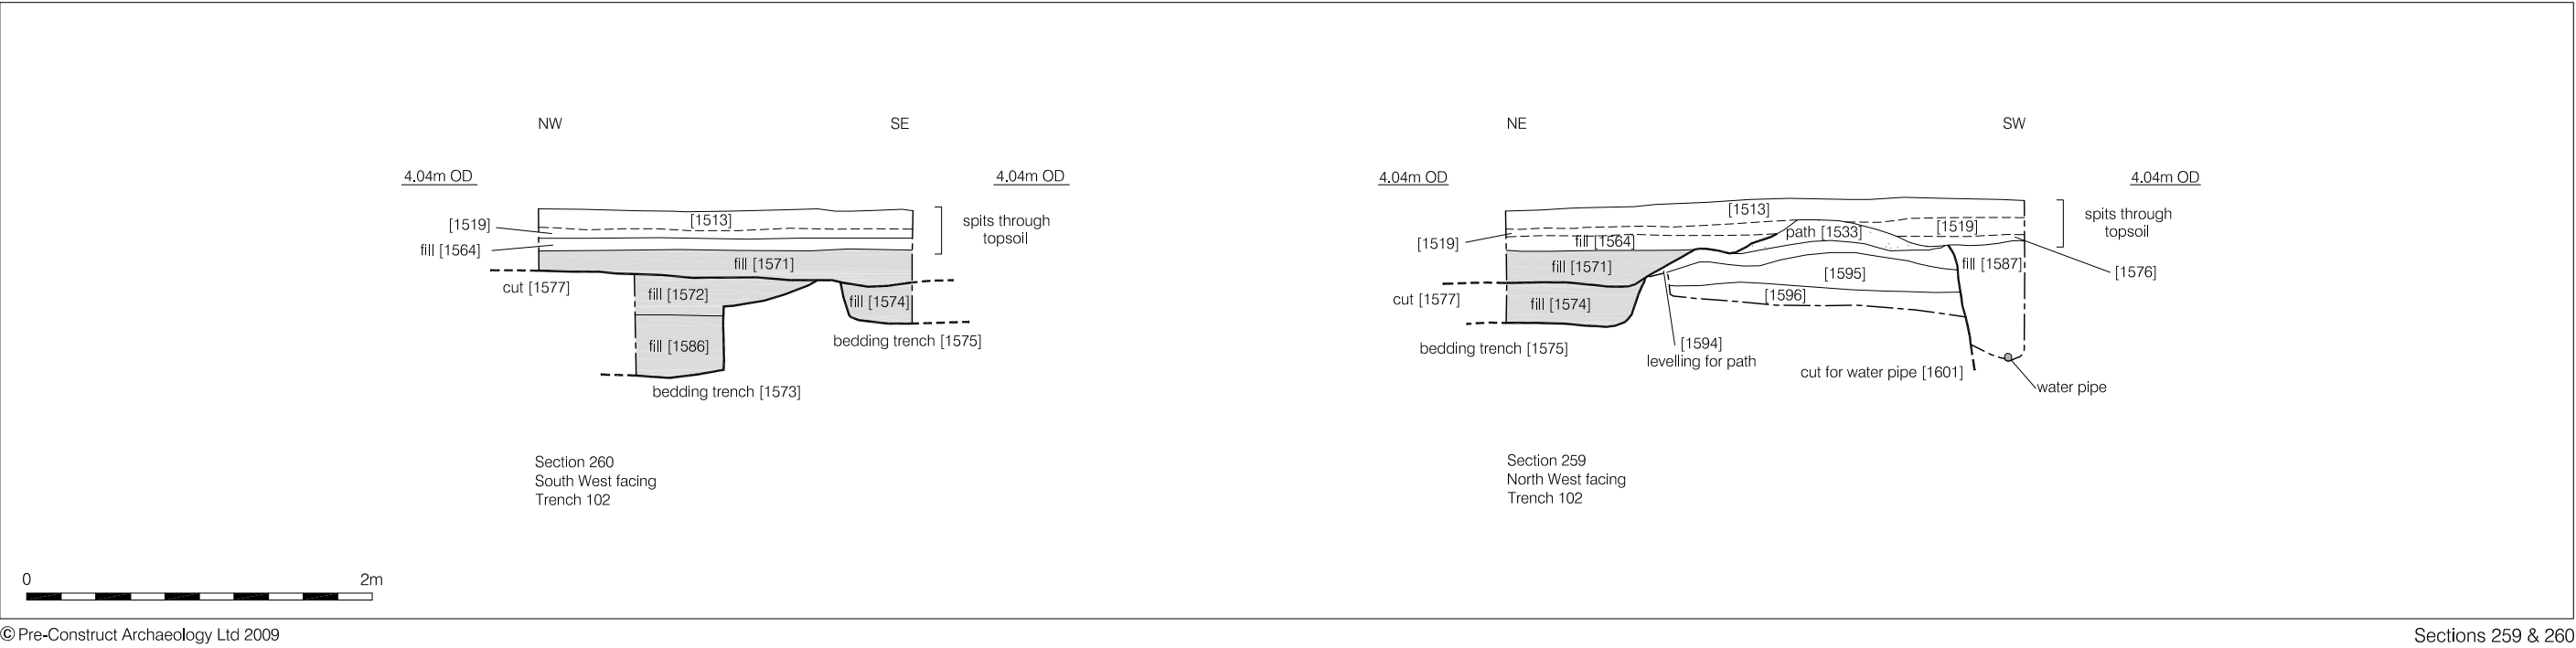 NW
SE
4.04m OD
4.04m OD
[1513]
[1519]
fill [1564]
spits through
topsoil
fill [1571]
cut [1577]
fill [1572]
fill [1574]
fill [1586]
bedding trench [1575]
bedding trench [1573]
Section 260
South West facing
Trench 102
NE
SW
4.04m OD
4.04m OD
[1513]
spits through
topsoil
[1519]
fill [1564]
path [1533]
[1519]
fill [1571]
fill [1587]
[1576]
[1595]
cut [1577]
fill [1574]
[1596]
bedding trench [1575]
[1594]
levelling for path
cut for water pipe [1601]
water pipe
Section 259
North West facing
Trench 102
0
2m
© Pre-Construct Archaeology Ltd 2009
Sections 259 & 260